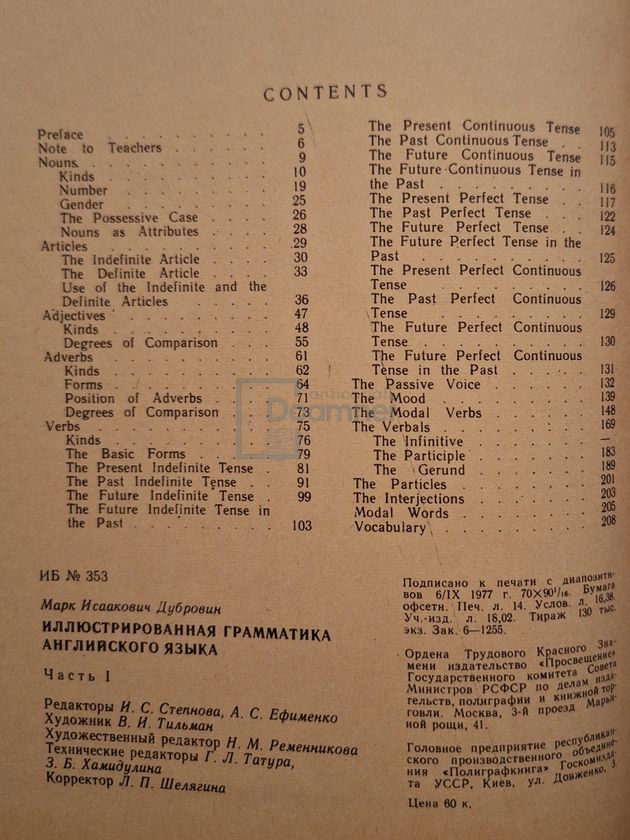 CONTENTS
Preface . . . . . . . . . 5
Note to Teachers . . . . . . 6
Nouns. . . . . . . . . . 9
Kinds . . . . . . . . . 10
Number . . . . . . . . 19
Gender . . . . . . . . 25
The Possessive Case . . . . 26
Nouns as Attributes . . . . 28
Articles . . . . . . . . . 29
The Indefinite Article . . . . 30
The Definite Article . . . . 33
Use of the Indefinite and the
Definite Articles . . . . . 36
Adjectives . . . . . . . . 47
Kinds . . . . . . . . . 48
Degrees of Comparison . . . 55
Adverbs . . . . . . . . . 61
Kinds . . . . . . . . . 62
Forms . . . . . . . . . 64
Position of Adverbs . . . . 71
Degrees of Comparison . . . 73
Verbs . . . . . . . . . . 75
Kinds . . . . . . . . . 76
The Basic Forms . . . . . 79
The Present Indefinite Tense . 81
The Past Indefinite Tense . . 91
The Future Indefinite Tense . 99
The Future Indefinite Tense in
the Past . . . . . . . . 103
The Present Continuous Tense 105
The Past Continuous Tense . . 113
The Future Continuous Tense 115
The Future Continuous Tense in
the Past . . . . . . . . 116
The Present Perfect Tense . . 117
The Past Perfect Tense . . . 122
The Future Perfect Tense . . 124
The Future Perfect Tense in the
Past . . . . . . . . . 125
The Present Perfect Continuous
Tense . . . . . . . . . 126
The Past Perfect Continuous
Tense . . . . . . . . . 129
The Future Perfect Continuous
Tense . . . . . . . . . 130
The Future Perfect Continuous
Tense in the Past . . . . . 131
The Passive Voice . . . . . 132
The Mood . . . . . . . . 139
The Modal Verbs . . . . . 148
The Verbals . . . . . . . 169
The Infinitive . . . . . . —
The Participle . . . . . . 183
The Gerund . . . . . . . 189
The Particles . . . . . . . 201
The Interjections . . . . . . 203
Modal Words . . . . . . . 205
Vocabulary . . . . . . . . 208
ИБ № 353
Марк Исаакович Дубровин
ИЛЛЮСТРИРОВАННАЯ ГРАММАТИКА
АНГЛИЙСКОГО ЯЗЫКА
Часть I
Редакторы И. С. Степнова, А. С. Ефименко
Художник В. И. Тильман
Художественный редактор Н. М. Ременникова
Технические редакторы Г. Л. Татура,
З. Б. Хамидулина
Корректор Л. П. Шелягина
Подписано к печати с диапозити-
вов 6/IX 1977 г. 70×90¹/₁₆. Бумага
офсетн. Печ. л. 14. Услов. л. 16,38.
Уч.-изд. л. 18,02. Тираж 130 тыс.
экз. Зак. 6—1255.
Ордена Трудового Красного Зна-
мени издательство «Просвещение»
Государственного комитета Совета
Министров РСФСР по делам изда-
тельств, полиграфии и книжной тор-
говли. Москва, 3-й проезд Марьи-
ной рощи, 41.
Головное предприятие республикан-
ского производственного объедине-
ния «Полиграфкнига» Госкомизда-
та УССР, Киев, ул. Довженко, 3.
Цена 60 к.